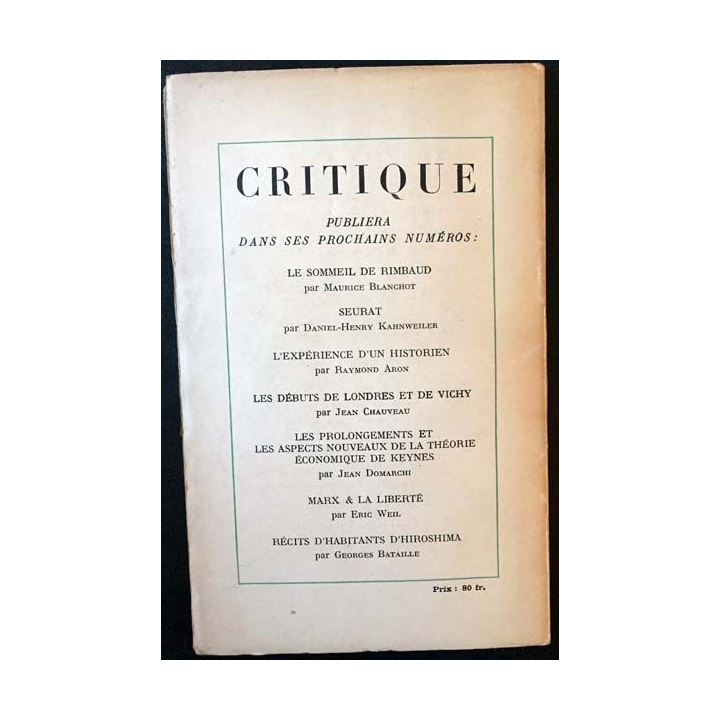 CRITIQUE
PUBLIERA
DANS SES PROCHAINS NUMÉROS :
LE SOMMEIL DE RIMBAUD
par MAURICE BLANCHOT
SEURAT
par DANIEL-HENRY KAHNWEILER
L'EXPÉRIENCE D'UN HISTORIEN
par RAYMOND ARON
LES DÉBUTS DE LONDRES ET DE VICHY
par JEAN CHAUVEAU
LES PROLONGEMENTS ET
LES ASPECTS NOUVEAUX DE LA THÉORIE
ÉCONOMIQUE DE KEYNES
par JEAN DOMARCHI
MARX & LA LIBERTÉ
par ERIC WEIL
RÉCITS D'HABITANTS D'HIROSHIMA
par GEORGES BATAILLE
Prix : 80 fr.